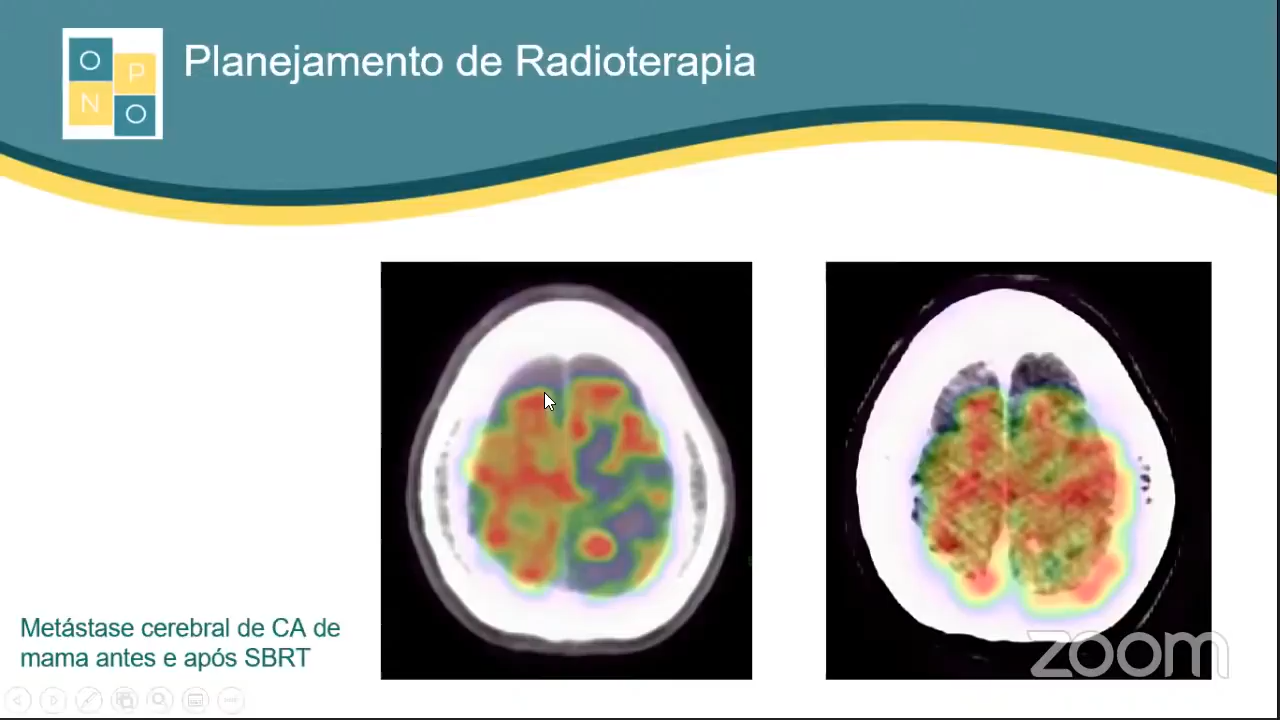 O
P
N
O
Planejamento de Radioterapia
Metástase cerebral de CA de
mama antes e após SBRT
zoom